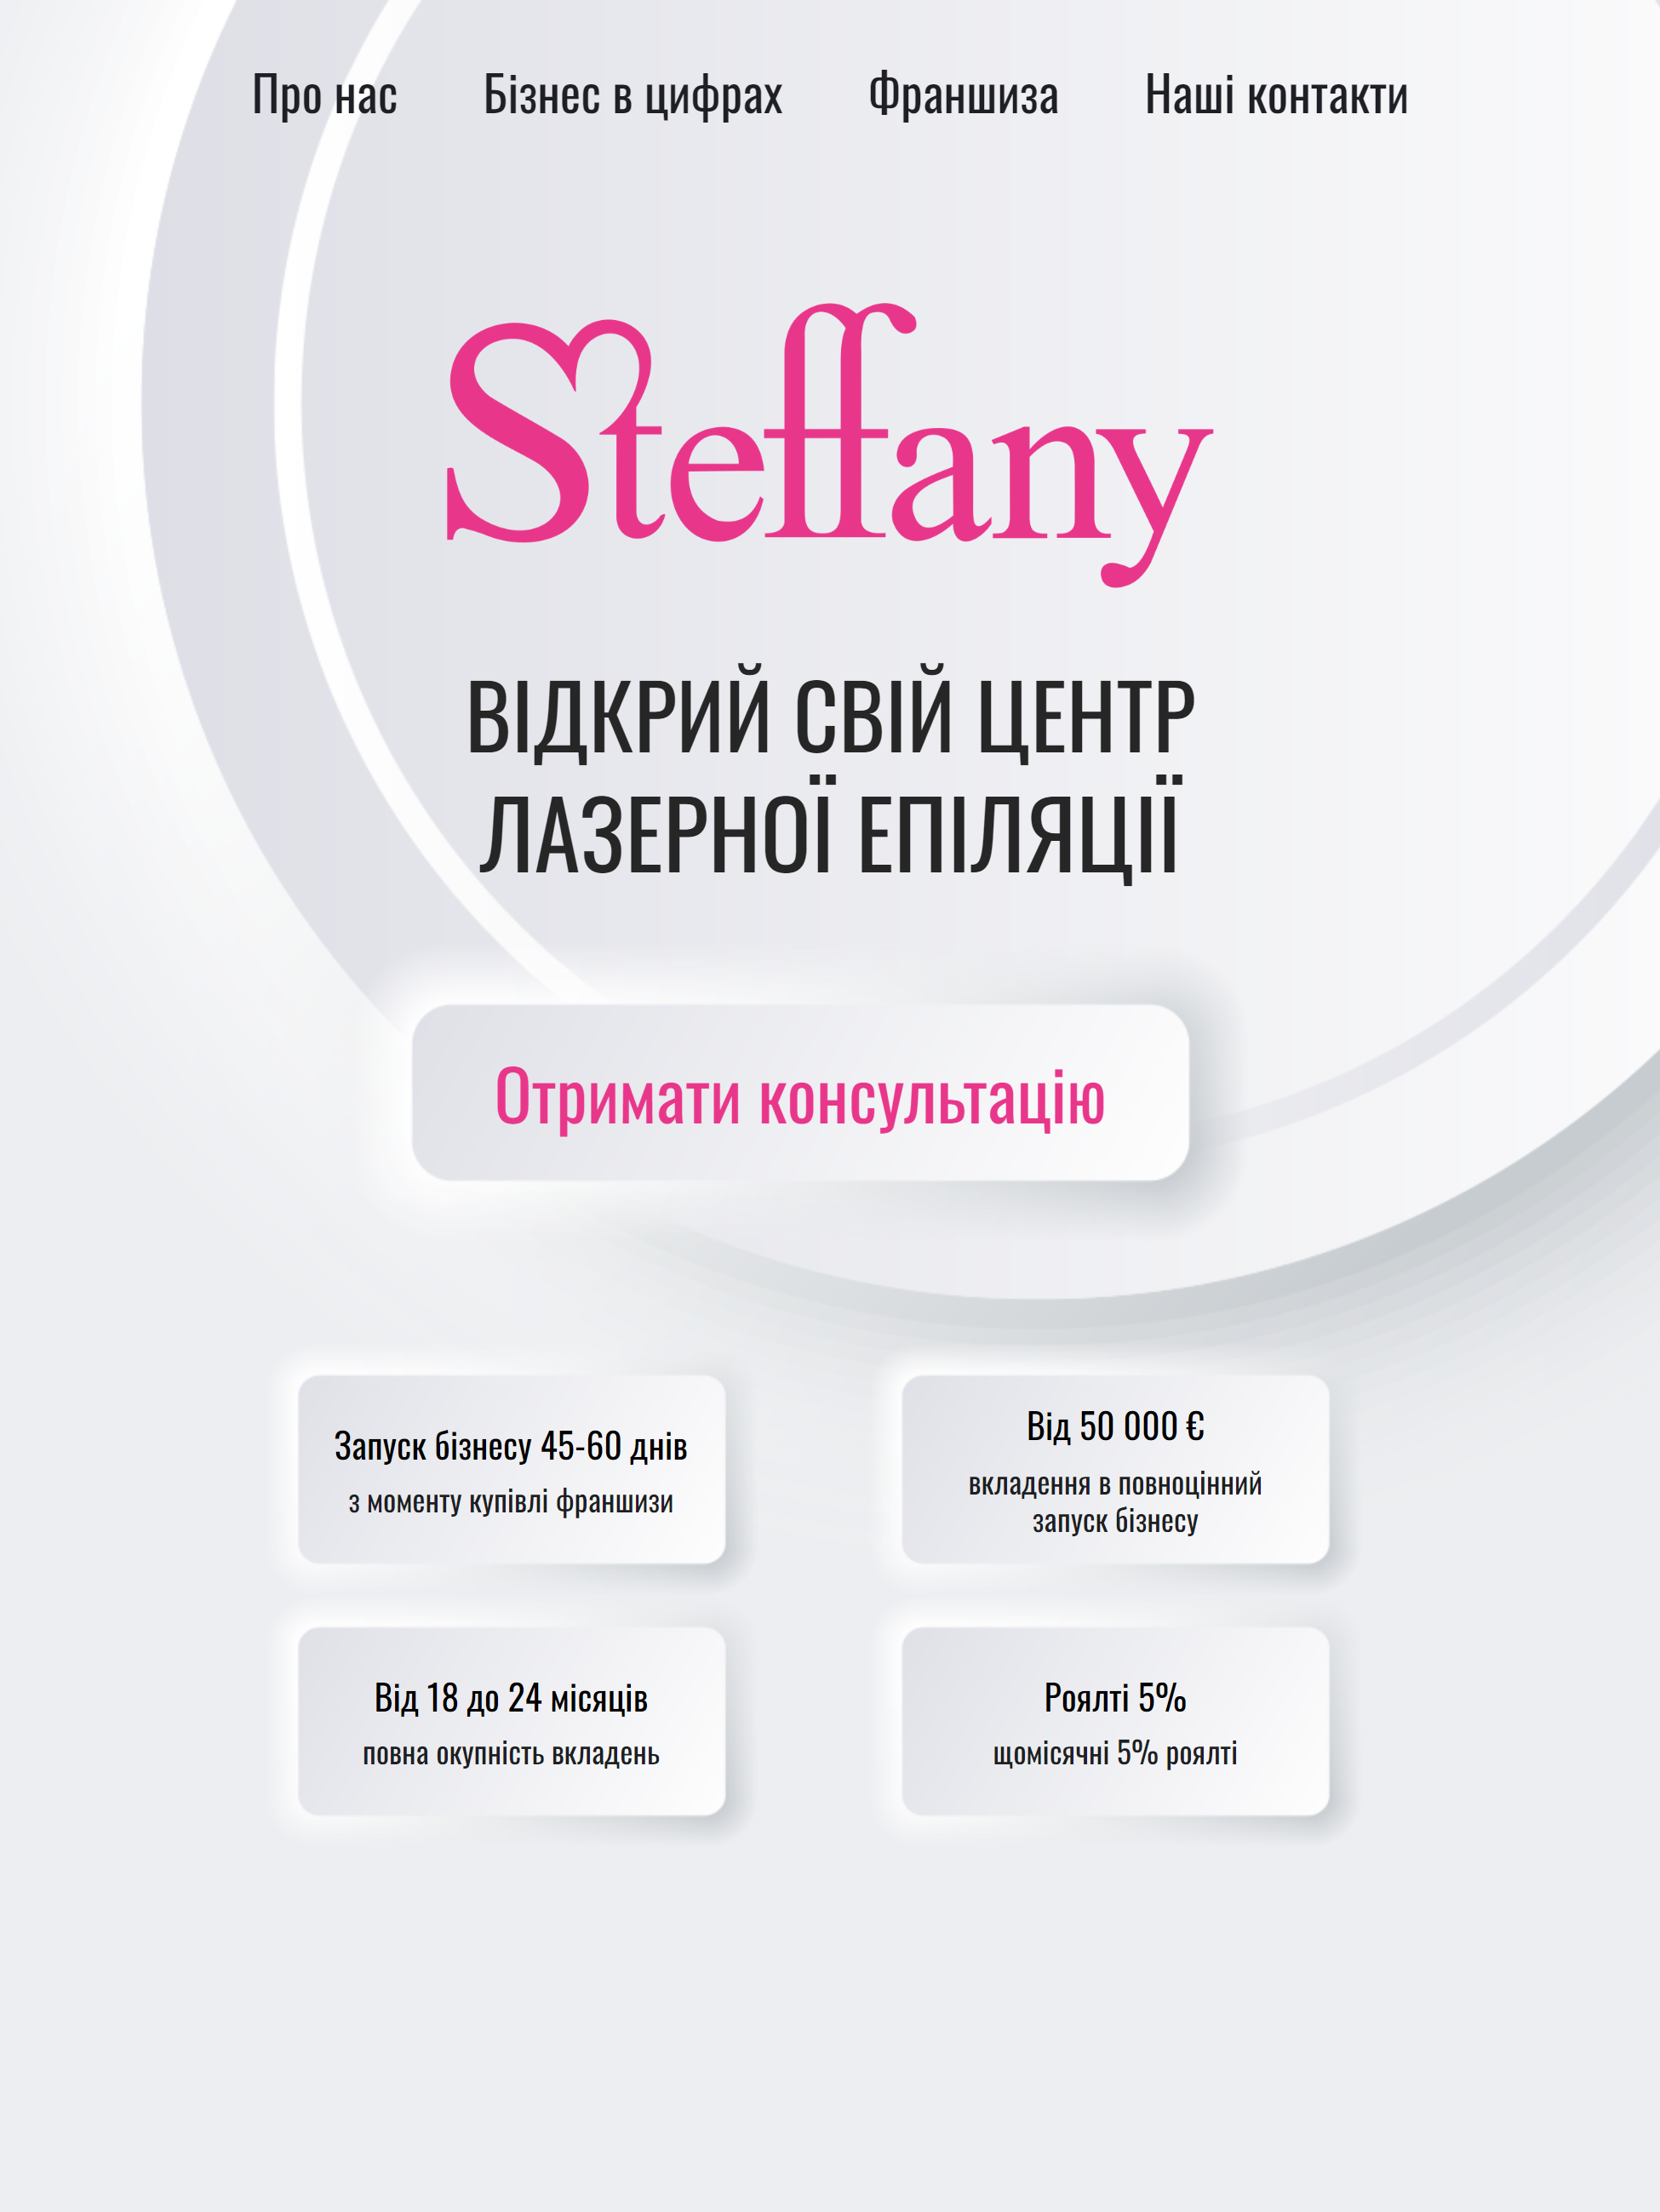 Про нас Бізнес в цифрах Франшиза Наші контакти
Steffany
ВІДКРИЙ СВІЙ ЦЕНТР
ЛАЗЕРНОЇ ЕПІЛЯЦІЇ
Отримати консультацію
Запуск бізнесу 45-60 днів
з моменту купівлі франшизи
Від 50 000 €
вкладення в повноцінний
запуск бізнесу
Від 18 до 24 місяців
повна окупність вкладень
Роялті 5%
щомісячні 5% роялті